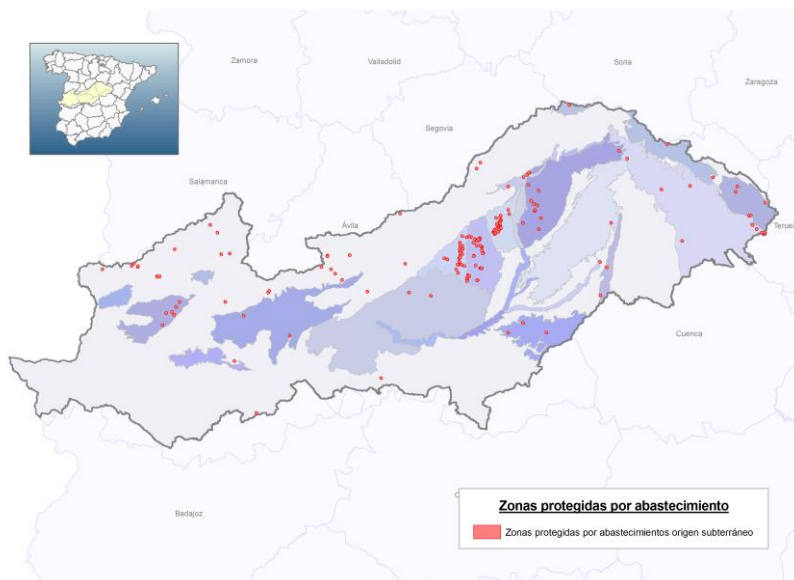 Zamora
Valladolid
Soria
Zaragoza
Segovia
Salamanca
Ávila
Teruel
Cuenca
Badajoz
Zonas protegidas por abastecimiento
Zonas protegidas por abastecimientos origen subterráneo